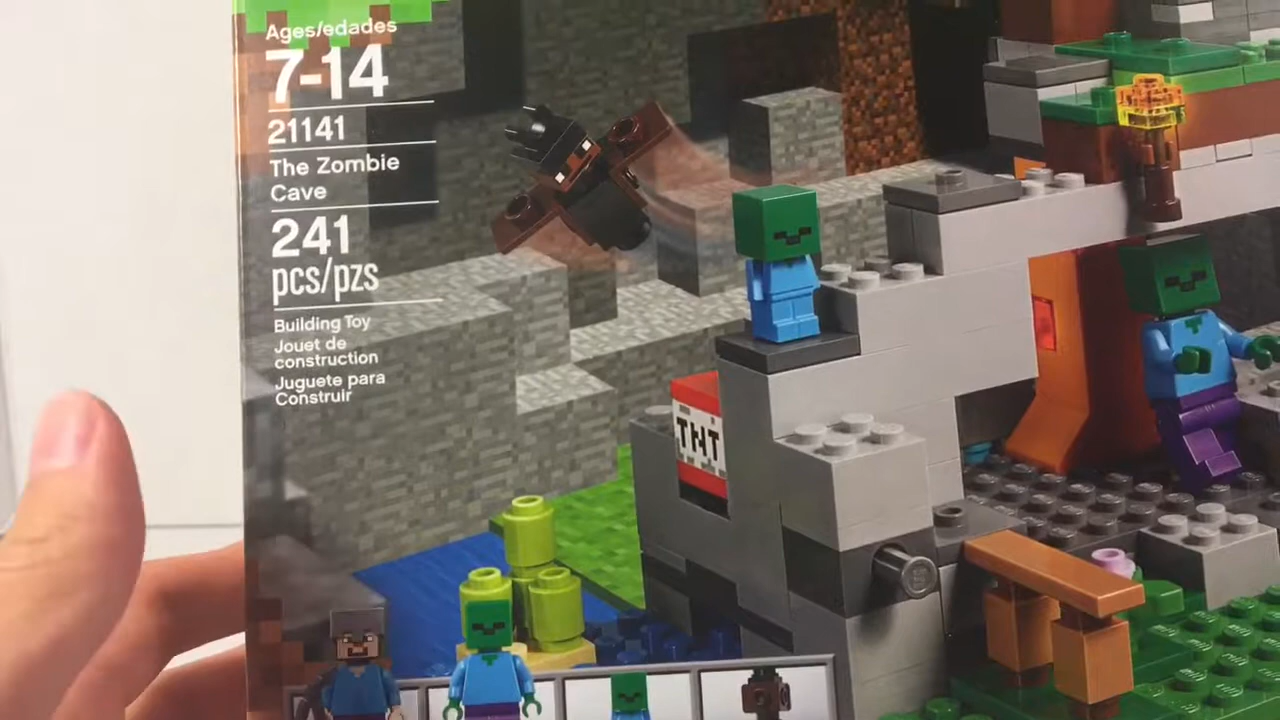 Ages/edades
7-14
21141
The Zombie
Cave
241
pcs/pzs
Building Toy
Jouet de
construction
Juguete para
Construir
TNT